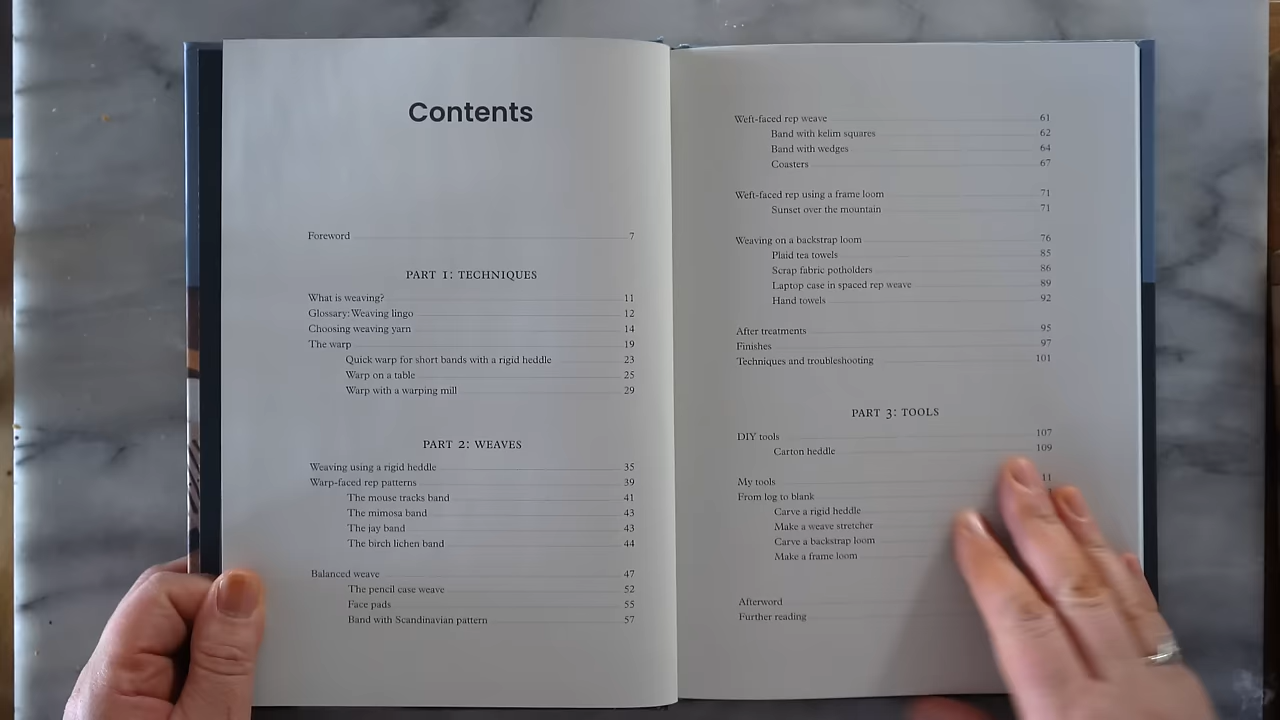 Contents
Foreword 7
PART 1: TECHNIQUES
What is weaving? 11
Glossary: Weaving lingo 12
Choosing weaving yarn 14
The warp 19
Quick warp for short bands with a rigid heddle 23
Warp on a table 25
Warp with a warping mill 29
PART 2: WEAVES
Weaving using a rigid heddle 35
Warp-faced rep patterns 39
The mouse tracks band 41
The mimosa band 43
The jay band 43
The birch lichen band 44
Balanced weave 47
The pencil case weave 52
Face pads 55
Band with Scandinavian pattern 57
Weft-faced rep weave 61
Band with kelim squares 62
Band with wedges 64
Coasters 67
Weft-faced rep using a frame loom 71
Sunset over the mountain 71
Weaving on a backstrap loom 76
Plaid tea towels 85
Scrap fabric potholders 86
Laptop case in spaced rep weave 89
Hand towels 92
After treatments 95
Finishes 97
Techniques and troubleshooting 101
PART 3: TOOLS
DIY tools 107
Carton heddle 109
My tools
From log to blank
Carve a rigid heddle
Make a weave stretcher
Carve a backstrap loom
Make a frame loom
Afterword
Further reading